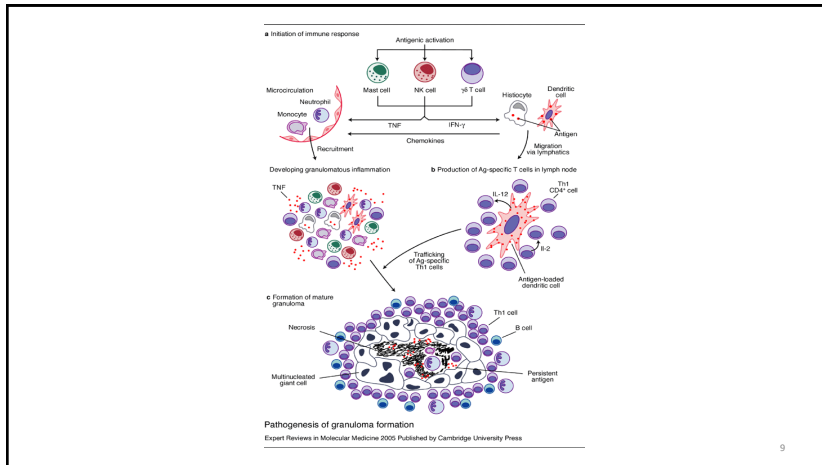 a Initiation of immune response
Antigenic activation
Mast cell
NK cell
γδ T cell
Microcirculation
Neutrophil
Monocyte
Histiocyte
Dendritic
cell
Antigen
TNF
IFN-γ
Chemokines
Recruitment
Migration
via lymphatics
Developing granulomatous inflammation
b Production of Ag-specific T cells in lymph node
TNF
IL-12
Th1
CD4⁺ cell
Il-2
Trafficking
of Ag-specific
Th1 cells
Antigen-loaded
dendritic cell
c Formation of mature
granuloma
Th1 cell
Necrosis
B cell
Multinucleated
giant cell
Persistent
antigen
Pathogenesis of granuloma formation
Expert Reviews in Molecular Medicine 2005 Published by Cambridge University Press
9